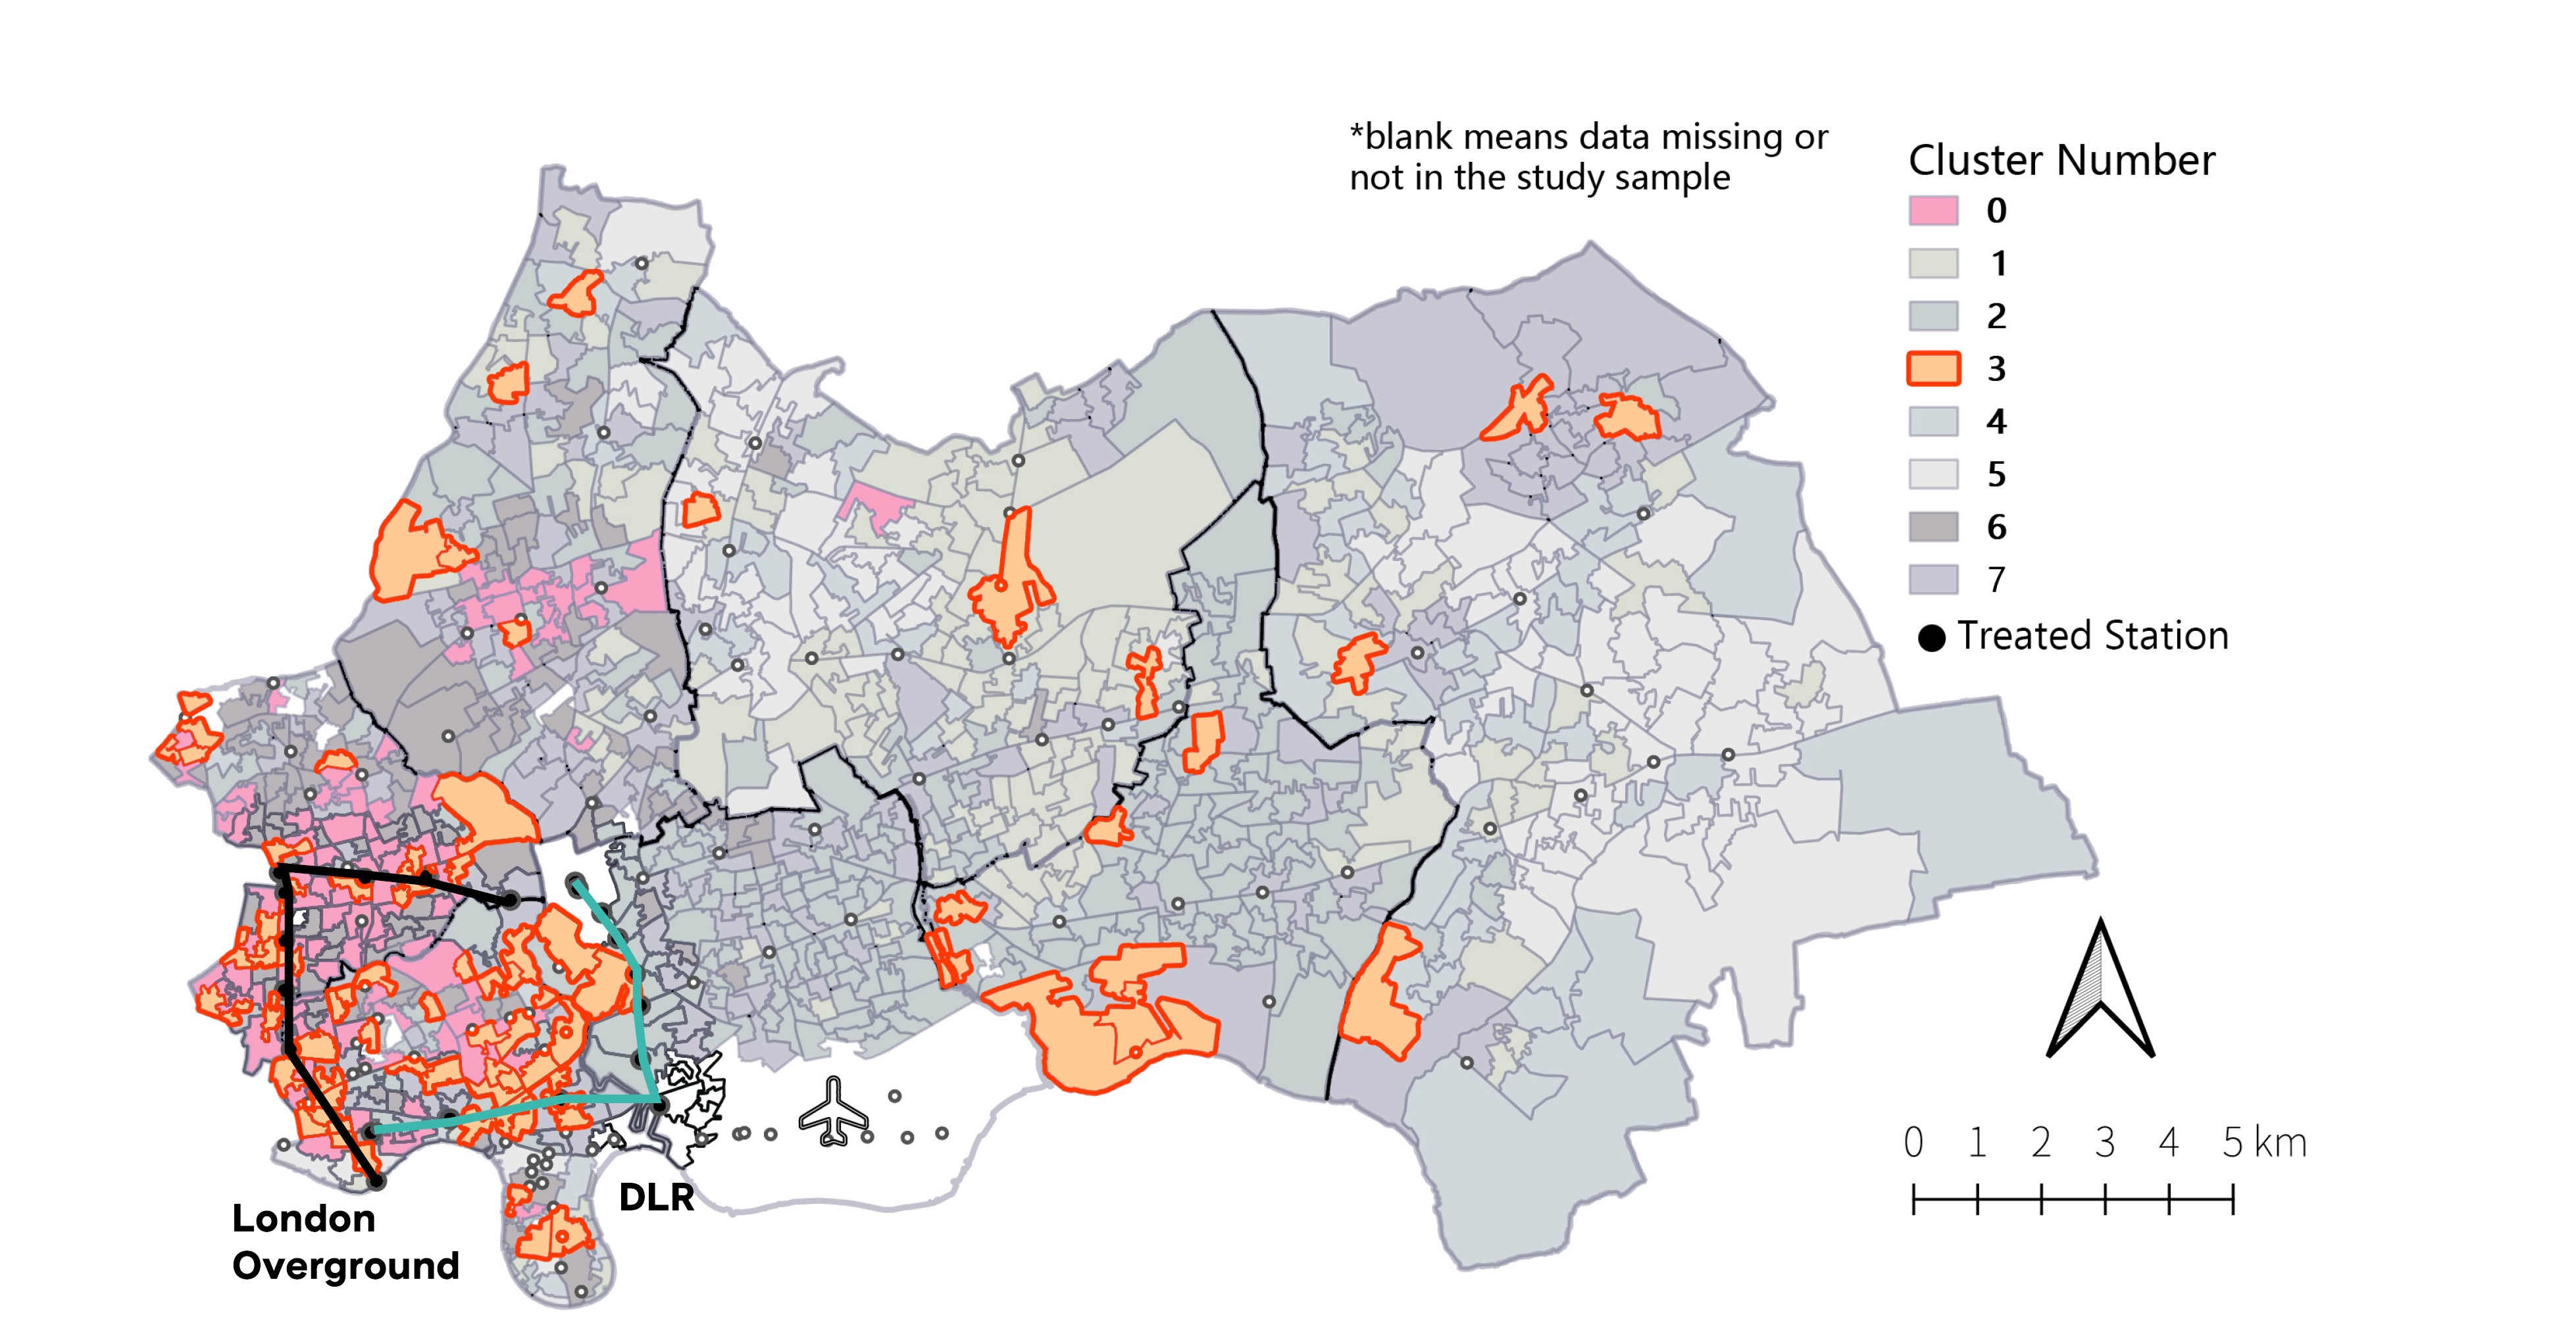 *blank means data missing or
not in the study sample
Cluster Number
0
1
2
3
4
5
6
7
Treated Station
London
Overground
DLR
0 1 2 3 4 5 km